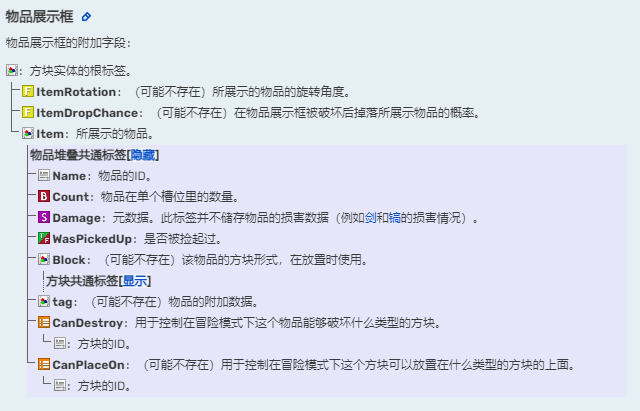 物品展示框
物品展示框的附加字段：
：方块实体的根标签。
F ItemRotation：（可能不存在）所展示的物品的旋转角度。
F ItemDropChance：（可能不存在）在物品展示框被破坏后掉落所展示物品的概率。
Item：所展示的物品。
物品堆叠共通标签[隐藏]
Name：物品的ID。
B Count：物品在单个槽位里的数量。
S Damage：元数据。此标签并不储存物品的损害数据（例如剑和镐的损害情况）。
WasPickedUp：是否被捡起过。
Block：（可能不存在）该物品的方块形式，在放置时使用。
方块共通标签[显示]
tag：（可能不存在）物品的附加数据。
CanDestroy：用于控制在冒险模式下这个物品能够破坏什么类型的方块。
：方块的ID。
CanPlaceOn：（可能不存在）用于控制在冒险模式下这个方块可以放置在什么类型的方块的上面。
：方块的ID。